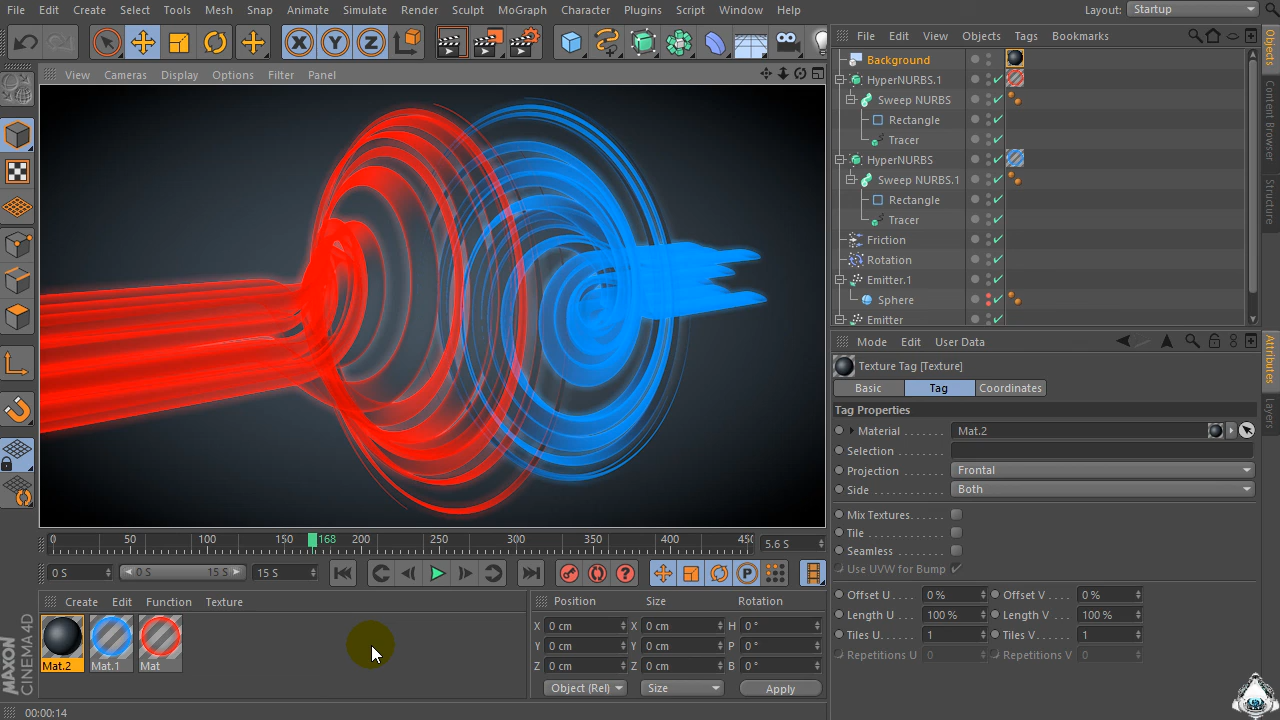 File Edit Create Select Tools Mesh Snap Animate Simulate Render Sculpt MoGraph Character Plugins Script Window Help Layout: Startup
X Y Z
File Edit View Objects Tags Bookmarks
View Cameras Display Options Filter Panel
Background
HyperNURBS.1
Sweep NURBS
Rectangle
Tracer
HyperNURBS
Sweep NURBS.1
Rectangle
Tracer
Friction
Rotation
Emitter.1
Sphere
Emitter
Objects
Content Browser
Structure
Mode Edit User Data
Texture Tag [Texture]
Basic Tag Coordinates
Tag Properties
Material Mat.2
Selection
Projection Frontal
Side Both
Mix Textures
Tile
Seamless
Use UVW for Bump
Offset U 0 % Offset V 0 %
Length U 100 % Length V 100 %
Tiles U 1 Tiles V 1
Repetitions U 0 Repetitions V 0
Attributes
Layers
0 50 100 150 168 200 250 300 350 400 45 5.6 S
0 S 0 S 15 S 15 S
P
Create Edit Function Texture
Mat.2 Mat.1 Mat
Position Size Rotation
X 0 cm X 0 cm H 0 °
Y 0 cm Y 0 cm P 0 °
Z 0 cm Z 0 cm B 0 °
Object (Rel) Size Apply
MAXON
CINEMA 4D
00:00:14